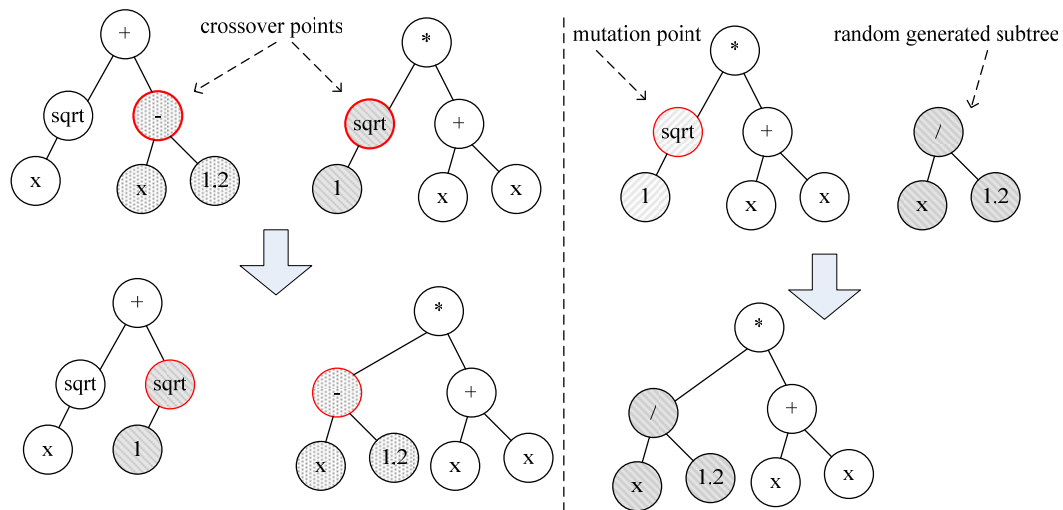 crossover points
+
*
sqrt
-
sqrt
+
x
x
1.2
1
x
x
+
*
sqrt
sqrt
-
+
x
1
x
1.2
x
x
mutation point
random generated subtree
*
sqrt
+
/
1
x
x
x
1.2
*
/
+
x
1.2
x
x